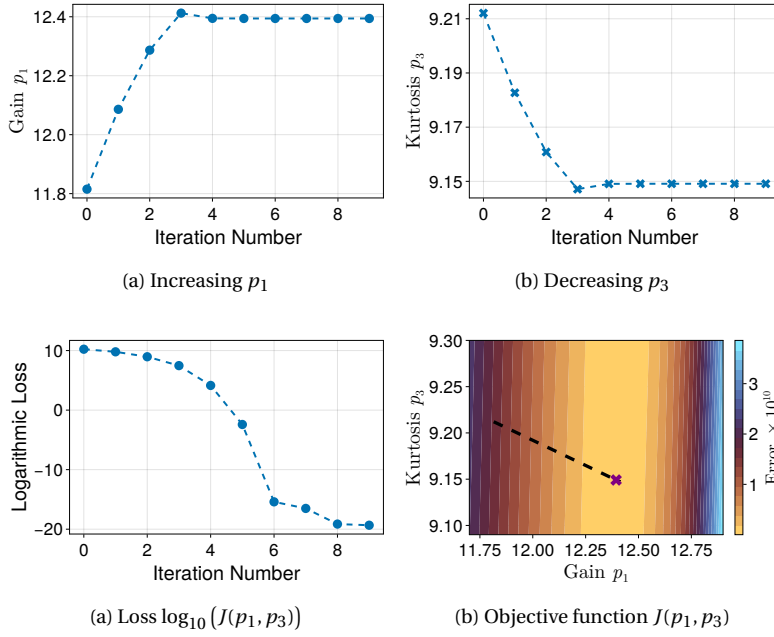 12.4
12.2
12.0
11.8
Gain p₁
0 2 4 6 8
Iteration Number
(a) Increasing p₁
9.21
9.19
9.17
9.15
Kurtosis p₃
0 2 4 6 8
Iteration Number
(b) Decreasing p₃
10
0
−10
−20
Logarithmic Loss
0 2 4 6 8
Iteration Number
(a) Loss log₁₀ (J(p₁, p₃))
9.30
9.25
9.20
9.15
9.10
Kurtosis p₃
11.75 12.00 12.25 12.50 12.75
Gain p₁
3
2
1
Error × 10¹⁰
(b) Objective function J(p₁, p₃)